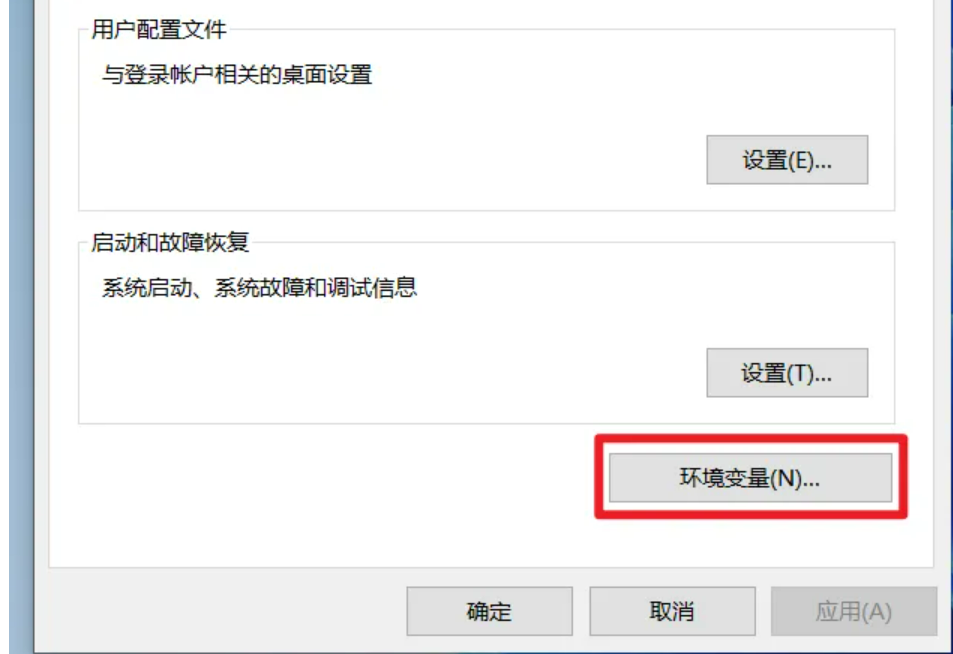 用户配置文件
与登录帐户相关的桌面设置
设置(E)...
启动和故障恢复
系统启动、系统故障和调试信息
设置(T)...
环境变量(N)...
确定 取消 应用(A)